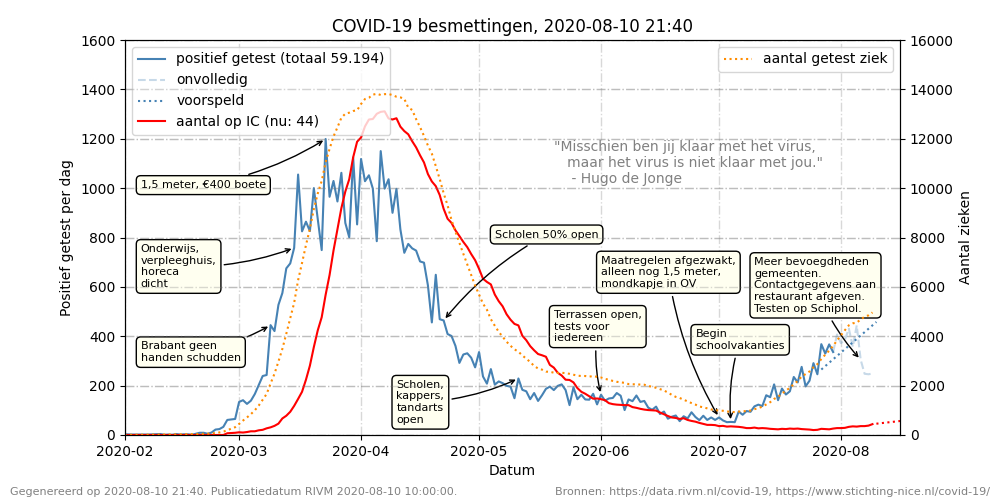 COVID-19 besmettingen, 2020-08-10 21:40
1600
1400
1200
1000
800
600
400
200
0
Positief getest per dag
16000
14000
12000
10000
8000
6000
4000
2000
0
Aantal zieken
positief getest (totaal 59.194)
onvolledig
voorspeld
aantal op IC (nu: 44)
aantal getest ziek
"Misschien ben jij klaar met het virus,
maar het virus is niet klaar met jou."
- Hugo de Jonge
1,5 meter, €400 boete
Onderwijs,
verpleeghuis,
horeca
dicht
Brabant geen
handen schudden
Scholen 50% open
Scholen,
kappers,
tandarts
open
Terrassen open,
tests voor
iedereen
Maatregelen afgezwakt,
alleen nog 1,5 meter,
mondkapje in OV
Begin
schoolvakanties
Meer bevoegdheden
gemeenten.
Contactgegevens aan
restaurant afgeven.
Testen op Schiphol.
2020-02
2020-03
2020-04
2020-05
2020-06
2020-07
2020-08
Datum
Gegenereerd op 2020-08-10 21:40. Publicatiedatum RIVM 2020-08-10 10:00:00.
Bronnen: https://data.rivm.nl/covid-19, https://www.stichting-nice.nl/covid-19/